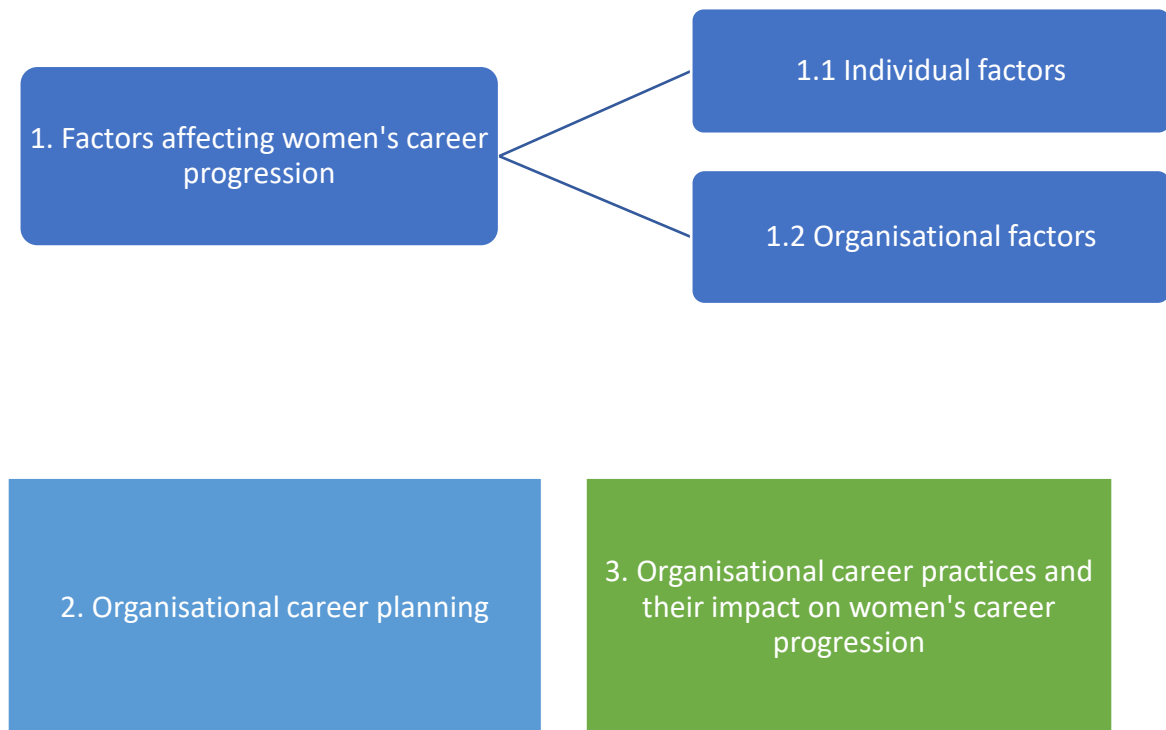 1.1 Individual factors
1. Factors affecting women's career
progression
1.2 Organisational factors
2. Organisational career planning
3. Organisational career practices and
their impact on women's career
progression